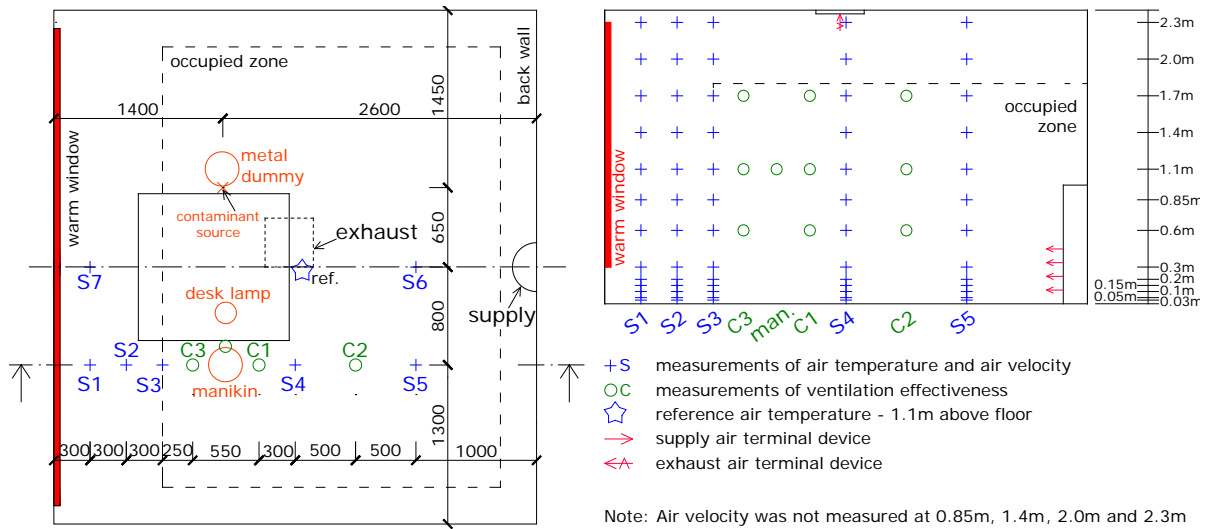 occupied zone
back wall
1400
2600
1450
warm window
metal
dummy
contaminant
source
exhaust
650
ref.
S7
S6
desk lamp
supply
800
S2
C3
C1
C2
S1
S3
manikin
S4
S5
1300
300
300
300
250
550
300
500
500
1000
2.3m
2.0m
1.7m
occupied
zone
1.4m
warm window
1.1m
0.85m
0.6m
0.3m
0.2m
0.15m
0.1m
0.05m
0.03m
S1
S2
S3
C3
man.
C1
S4
C2
S5
S measurements of air temperature and air velocity
C measurements of ventilation effectiveness
reference air temperature - 1.1m above floor
supply air terminal device
exhaust air terminal device
Note: Air velocity was not measured at 0.85m, 1.4m, 2.0m and 2.3m